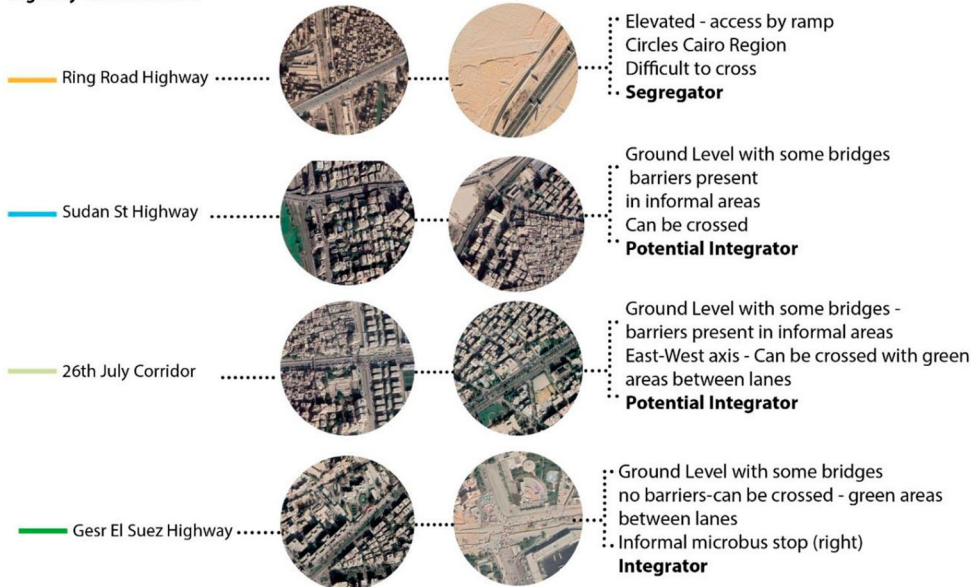 Ring Road Highway
Elevated - access by ramp
Circles Cairo Region
Difficult to cross
Segregator
Sudan St Highway
Ground Level with some bridges
barriers present
in informal areas
Can be crossed
Potential Integrator
26th July Corridor
Ground Level with some bridges -
barriers present in informal areas
East-West axis - Can be crossed with green
areas between lanes
Potential Integrator
Gesr El Suez Highway
Ground Level with some bridges
no barriers-can be crossed - green areas
between lanes
Informal microbus stop (right)
Integrator